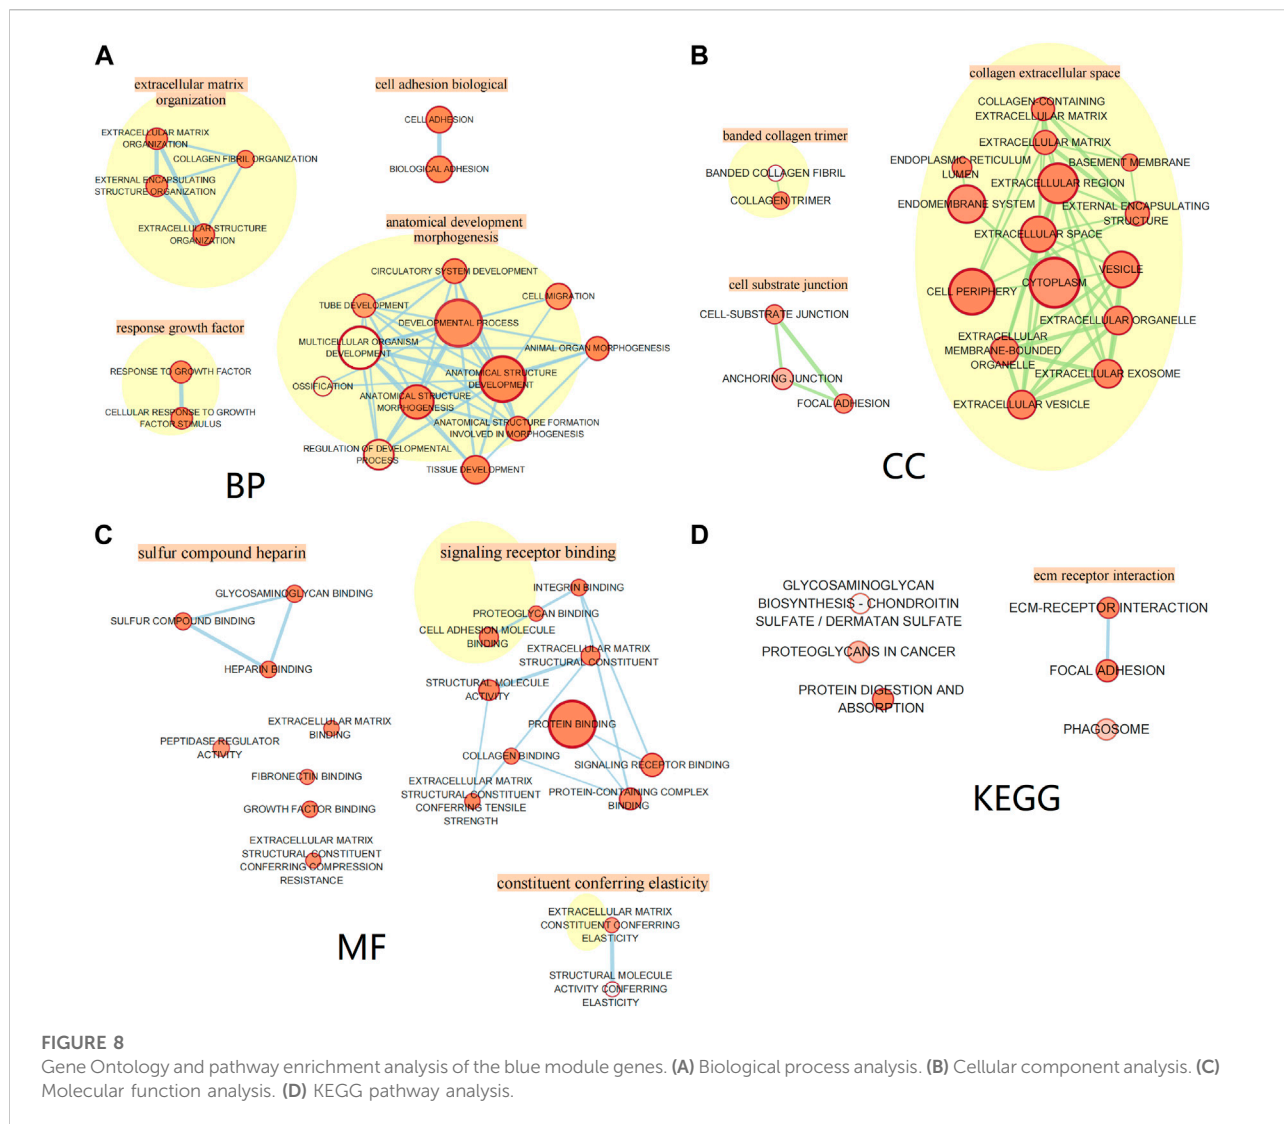 A
extracellular matrix
organization
EXTRACELLULAR MATRIX
ORGANIZATION
COLLAGEN FIBRIL ORGANIZATION
EXTERNAL ENCAPSULATING
STRUCTURE ORGANIZATION
EXTRACELLULAR STRUCTURE
ORGANIZATION
cell adhesion biological
CELL ADHESION
BIOLOGICAL ADHESION
response growth factor
RESPONSE TO GROWTH FACTOR
CELLULAR RESPONSE TO GROWTH
FACTOR STIMULUS
anatomical development
morphogenesis
CIRCULATORY SYSTEM DEVELOPMENT
TUBE DEVELOPMENT
CELL MIGRATION
DEVELOPMENTAL PROCESS
MULTICELLULAR ORGANISM
DEVELOPMENT
ANIMAL ORGAN MORPHOGENESIS
OSSIFICATION
ANATOMICAL STRUCTURE
DEVELOPMENT
ANATOMICAL STRUCTURE
MORPHOGENESIS
ANATOMICAL STRUCTURE FORMATION
INVOLVED IN MORPHOGENESIS
REGULATION OF DEVELOPMENTAL
PROCESS
TISSUE DEVELOPMENT
BP
B
banded collagen trimer
BANDED COLLAGEN FIBRIL
COLLAGEN TRIMER
cell substrate junction
CELL-SUBSTRATE JUNCTION
ANCHORING JUNCTION
FOCAL ADHESION
collagen extracellular space
COLLAGEN-CONTAINING
EXTRACELLULAR MATRIX
EXTRACELLULAR MATRIX
ENDOPLASMIC RETICULUM
LUMEN
BASEMENT MEMBRANE
EXTRACELLULAR REGION
ENDOMEMBRANE SYSTEM
EXTERNAL ENCAPSULATING
STRUCTURE
EXTRACELLULAR SPACE
VESICLE
CELL PERIPHERY
CYTOPLASM
EXTRACELLULAR ORGANELLE
EXTRACELLULAR
MEMBRANE-BOUNDED
ORGANELLE
EXTRACELLULAR EXOSOME
EXTRACELLULAR VESICLE
CC
C
sulfur compound heparin
GLYCOSAMINOGLYCAN BINDING
SULFUR COMPOUND BINDING
HEPARIN BINDING
EXTRACELLULAR MATRIX
BINDING
PEPTIDASE REGULATOR
ACTIVITY
FIBRONECTIN BINDING
GROWTH FACTOR BINDING
EXTRACELLULAR MATRIX
STRUCTURAL CONSTITUENT
CONFERRING COMPRESSION
RESISTANCE
signaling receptor binding
INTEGRIN BINDING
PROTEOGLYCAN BINDING
CELL ADHESION MOLECULE
BINDING
EXTRACELLULAR MATRIX
STRUCTURAL CONSTITUENT
STRUCTURAL MOLECULE
ACTIVITY
PROTEIN BINDING
COLLAGEN BINDING
SIGNALING RECEPTOR BINDING
EXTRACELLULAR MATRIX
STRUCTURAL CONSTITUENT
CONFERRING TENSILE
STRENGTH
PROTEIN-CONTAINING COMPLEX
BINDING
constituent conferring elasticity
EXTRACELLULAR MATRIX
CONSTITUENT CONFERRING
ELASTICITY
STRUCTURAL MOLECULE
ACTIVITY CONFERRING
ELASTICITY
MF
D
GLYCOSAMINOGLYCAN
BIOSYNTHESIS - CHONDROITIN
SULFATE / DERMATAN SULFATE
PROTEOGLYCANS IN CANCER
PROTEIN DIGESTION AND
ABSORPTION
ecm receptor interaction
ECM-RECEPTOR INTERACTION
FOCAL ADHESION
PHAGOSOME
KEGG
FIGURE 8
Gene Ontology and pathway enrichment analysis of the blue module genes. (A) Biological process analysis. (B) Cellular component analysis. (C)
Molecular function analysis. (D) KEGG pathway analysis.